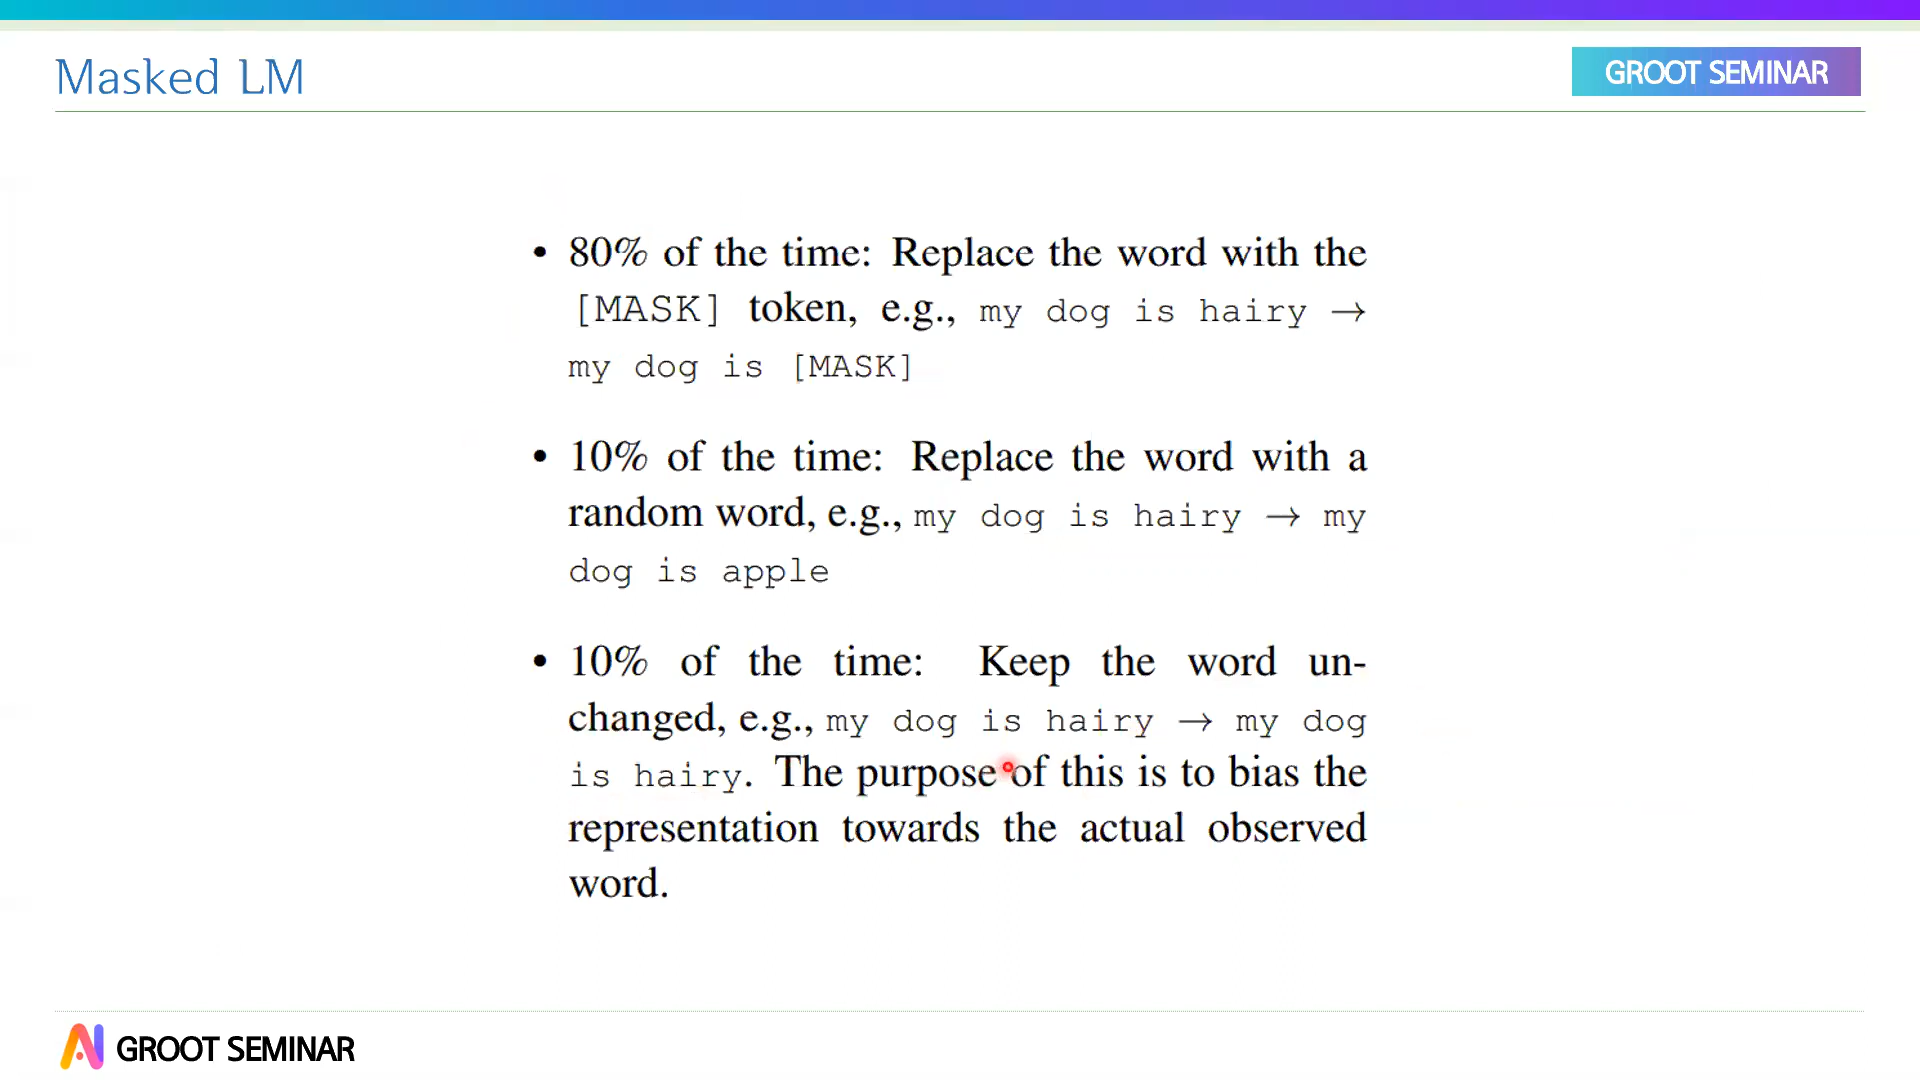 Masked LM
GROOT SEMINAR
• 80% of the time: Replace the word with the
[MASK] token, e.g., my dog is hairy →
my dog is [MASK]
• 10% of the time: Replace the word with a
random word, e.g., my dog is hairy → my
dog is apple
• 10% of the time: Keep the word un-
changed, e.g., my dog is hairy → my dog
is hairy. The purpose of this is to bias the
representation towards the actual observed
word.
GROOT SEMINAR